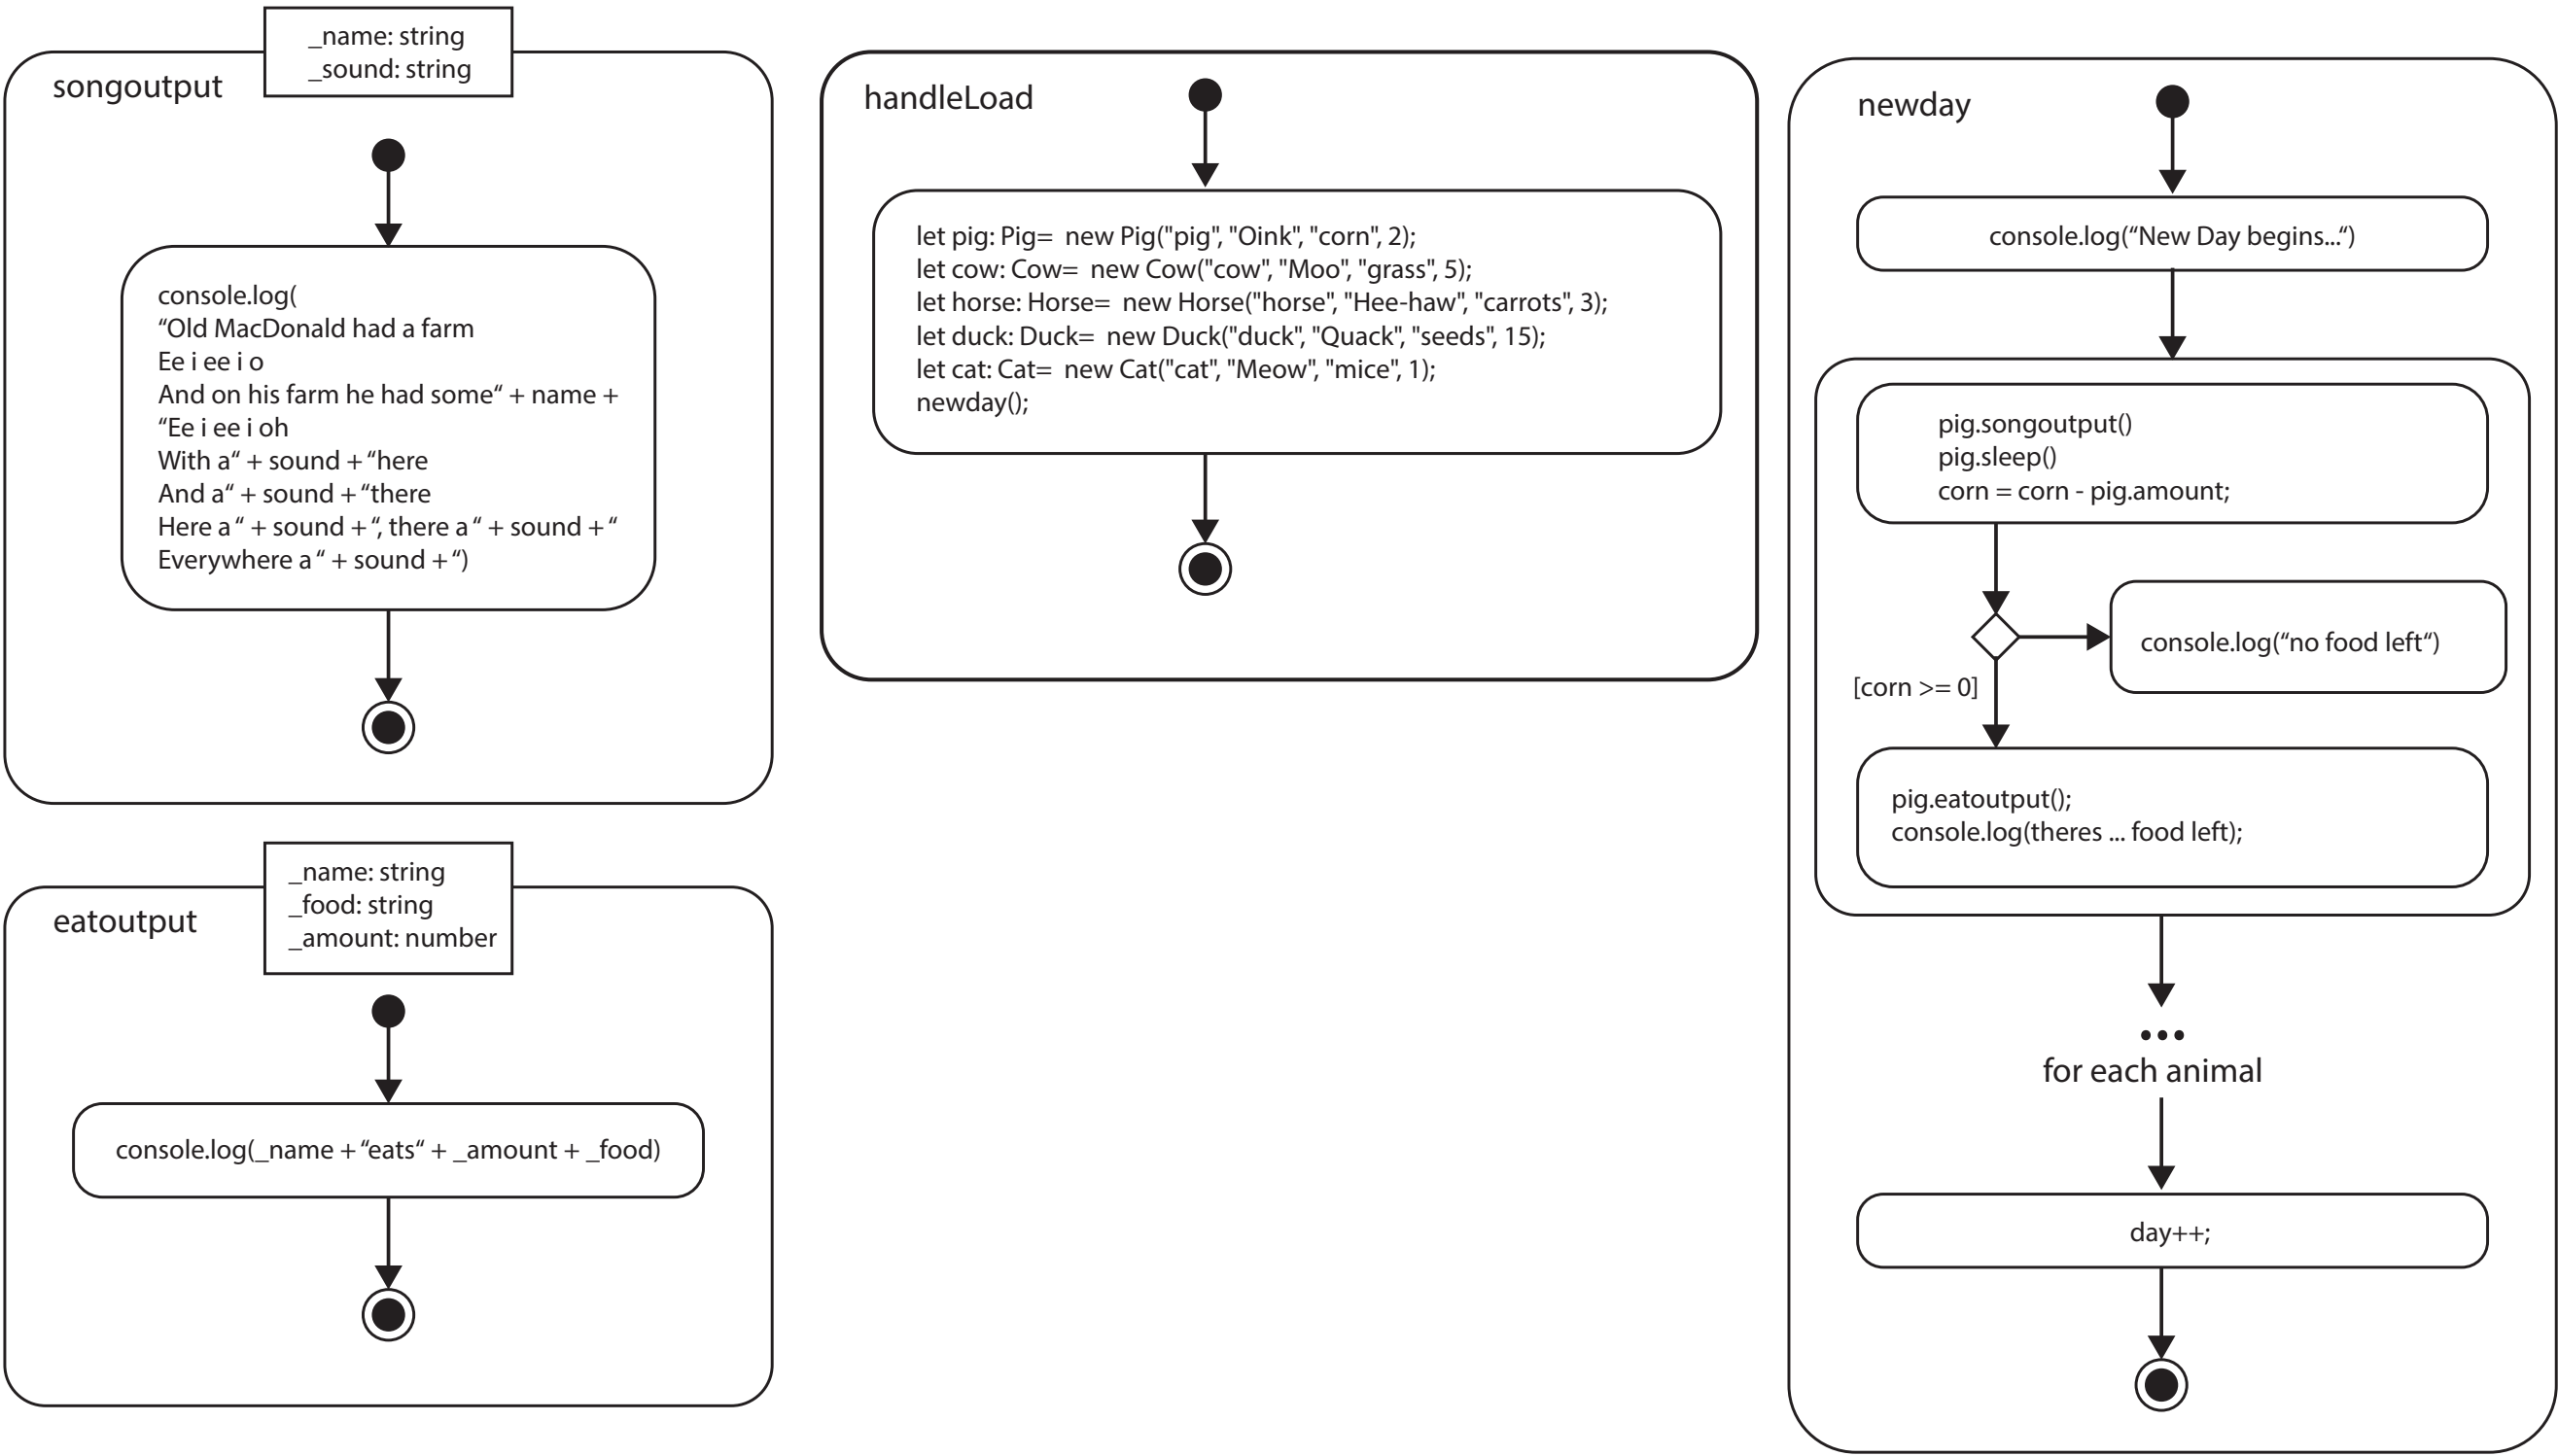 _name: string
_sound: string
songoutput
console.log(
“Old MacDonald had a farm
Ee i ee i o
And on his farm he had some“ + name +
“Ee i ee i oh
With a“ + sound + “here
And a“ + sound + “there
Here a “ + sound + “, there a “ + sound + “
Everywhere a “ + sound + “)
_name: string
_food: string
_amount: number
eatoutput
console.log(_name + “eats“ + _amount + _food)
handleLoad
let pig: Pig=  new Pig("pig", "Oink", "corn", 2);
let cow: Cow=  new Cow("cow", "Moo", "grass", 5);
let horse: Horse=  new Horse("horse", "Hee-haw", "carrots", 3);
let duck: Duck=  new Duck("duck", "Quack", "seeds", 15);
let cat: Cat=  new Cat("cat", "Meow", "mice", 1);
newday();
newday
console.log(“New Day begins...“)
pig.songoutput()
pig.sleep()
corn = corn - pig.amount;
console.log(“no food left“)
[corn >= 0]
pig.eatoutput();
console.log(theres ... food left);
...
for each animal
day++;